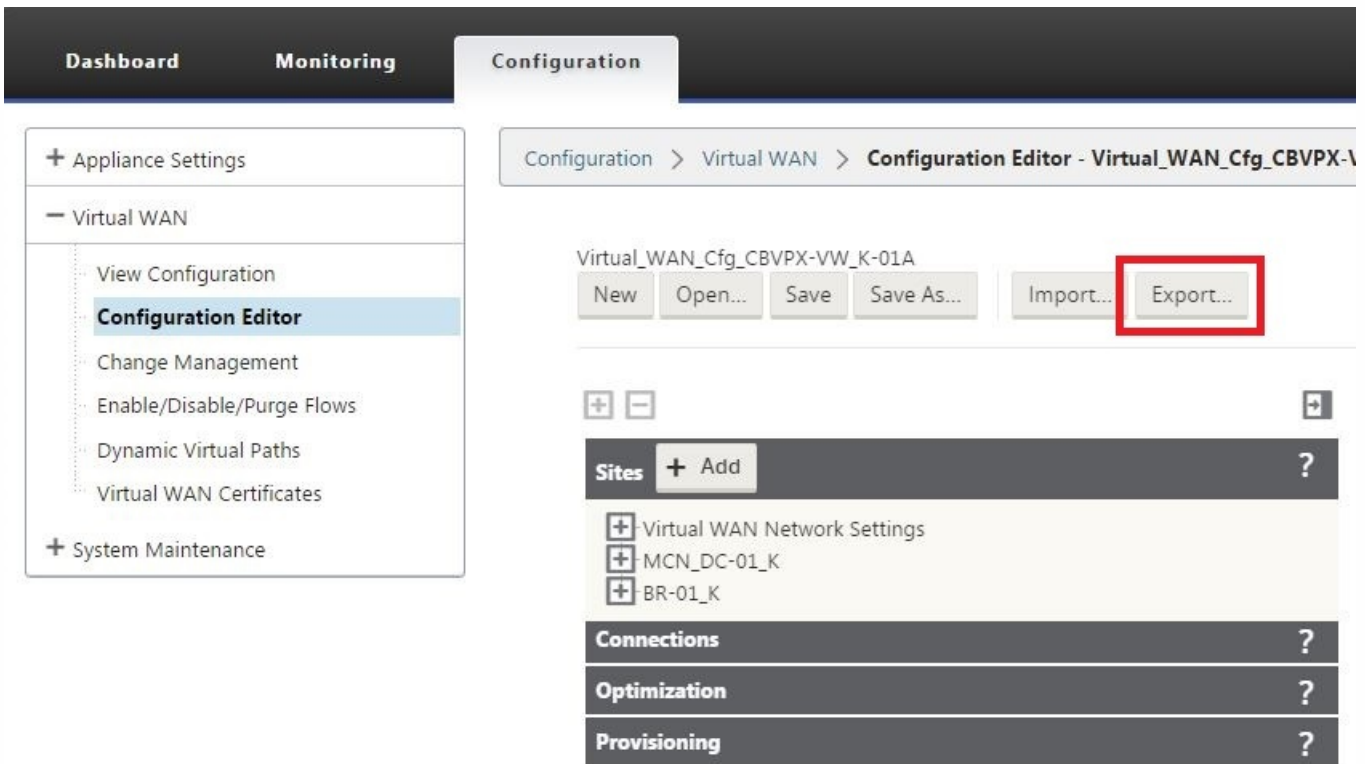 Dashboard Monitoring Configuration
+ Appliance Settings
− Virtual WAN
View Configuration
Configuration Editor
Change Management
Enable/Disable/Purge Flows
Dynamic Virtual Paths
Virtual WAN Certificates
+ System Maintenance
Configuration > Virtual WAN > Configuration Editor - Virtual_WAN_Cfg_CBVPX-V
Virtual_WAN_Cfg_CBVPX-VW_K-01A
New Open... Save Save As... Import... Export...
Sites + Add ?
Virtual WAN Network Settings
MCN_DC-01_K
BR-01_K
Connections ?
Optimization ?
Provisioning ?